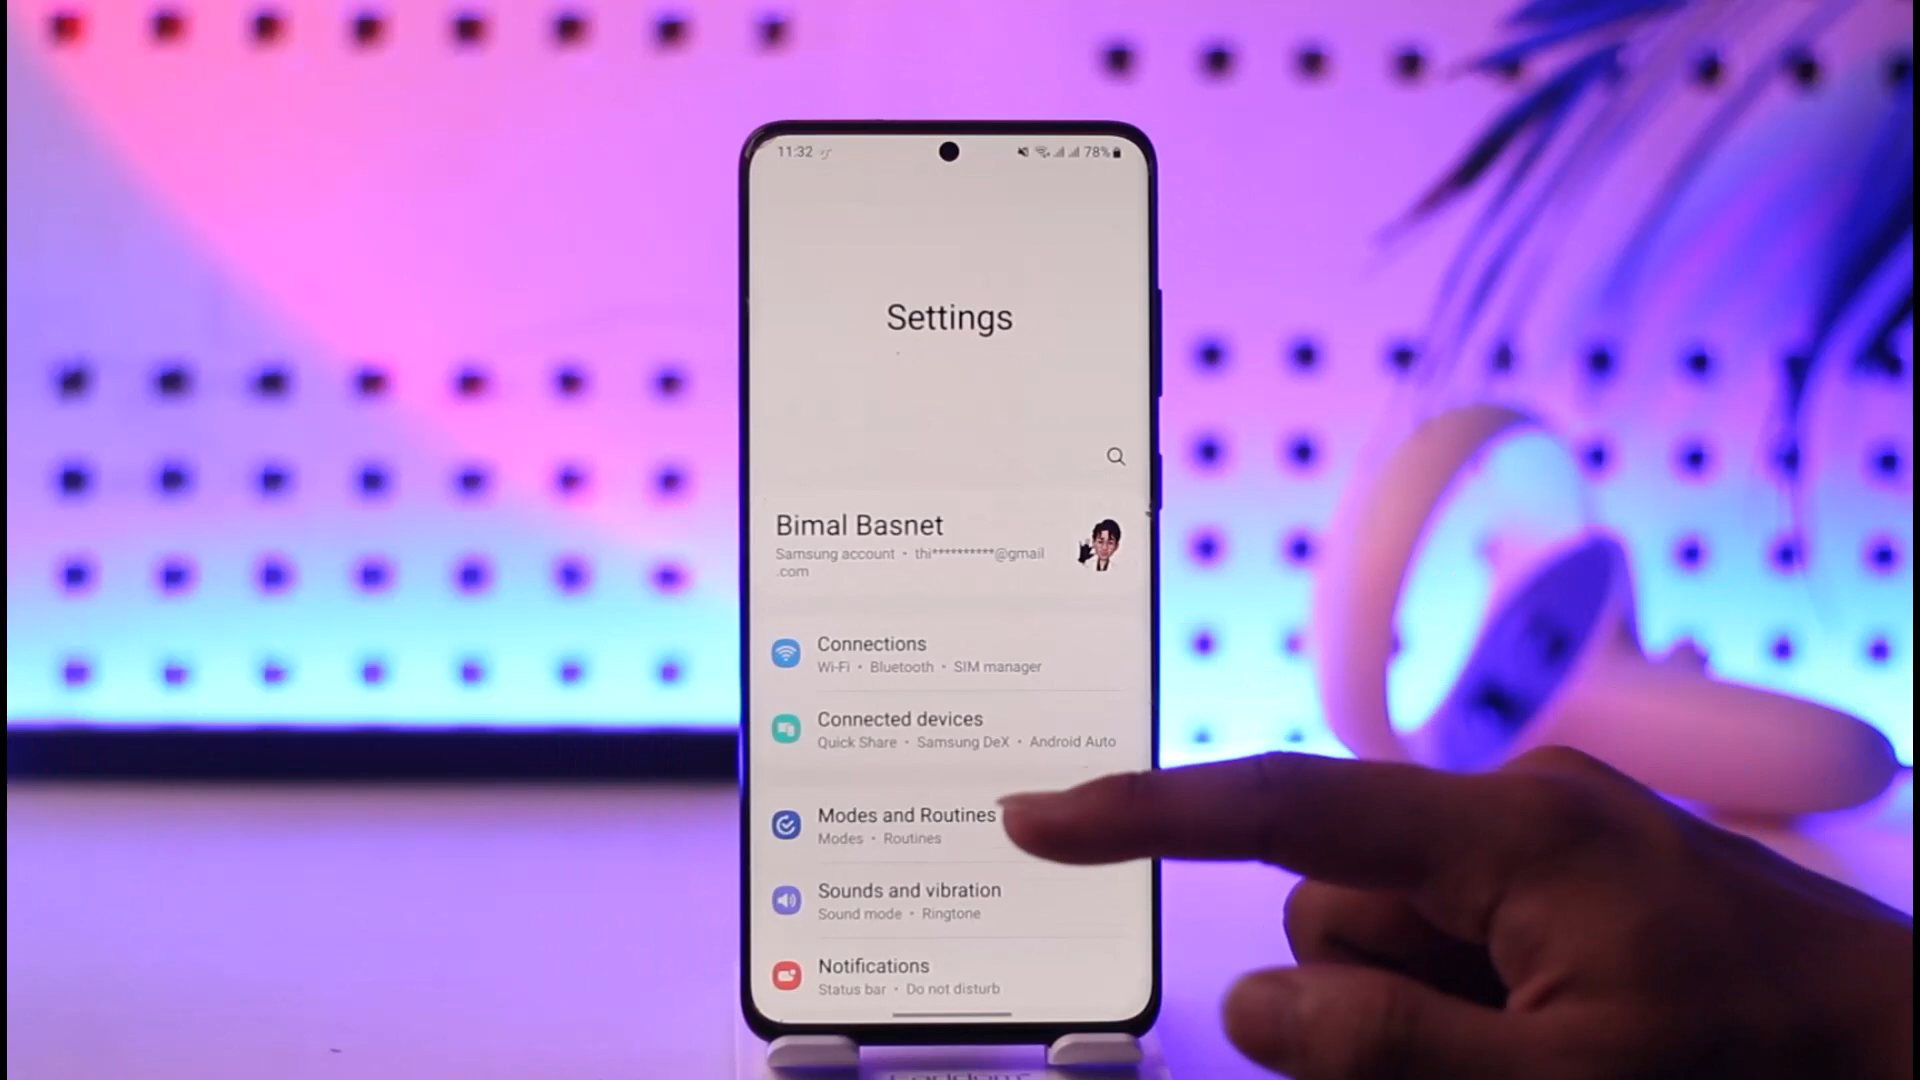 11:32
78%
Settings
Bimal Basnet
Samsung account • thi**********@gmail
.com
Connections
Wi-Fi • Bluetooth • SIM manager
Connected devices
Quick Share • Samsung DeX • Android Auto
Modes and Routines
Modes • Routines
Sounds and vibration
Sound mode • Ringtone
Notifications
Status bar • Do not disturb